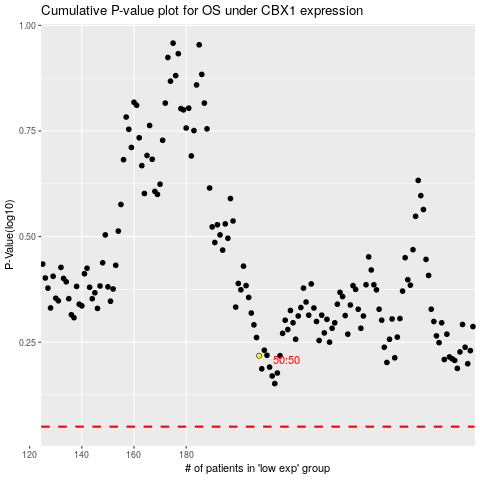 Cumulative P-value plot for OS under CBX1 expression
1.00
0.75
0.50
0.25
P-Value(log10)
50:50
120 140 160 180
# of patients in 'low exp' group